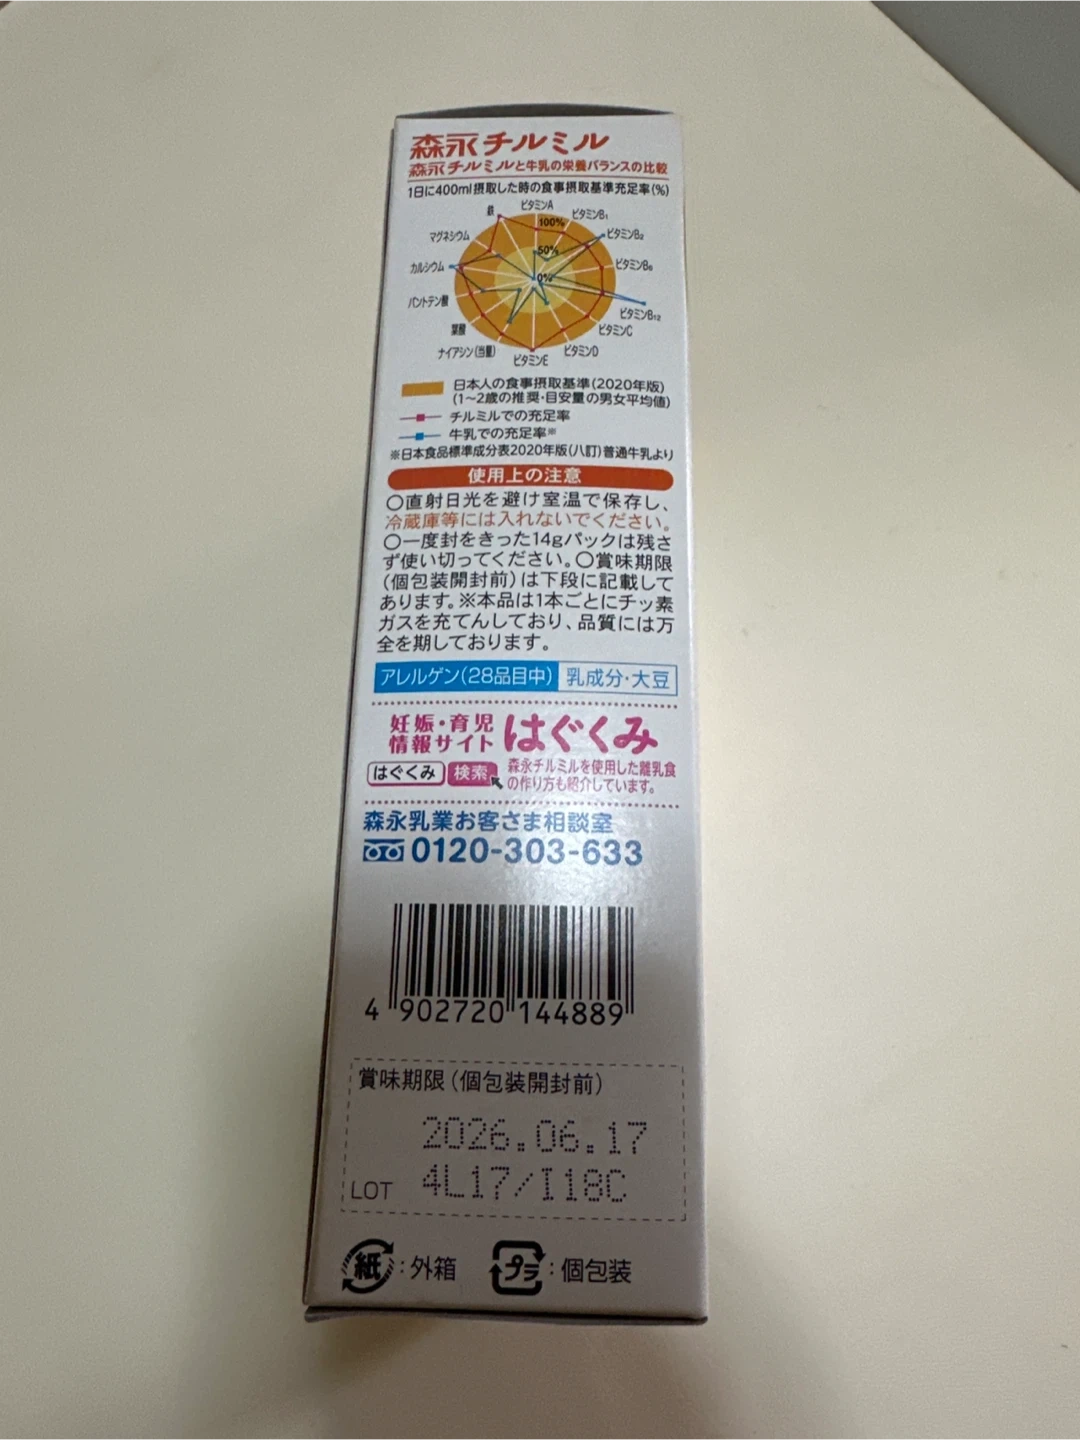 森永チルミル
森永チルミルと牛乳の栄養バランスの比較
1日に400ml摂取した時の食事摂取基準充足率(%)
ビタミンA
ビタミンB₁
ビタミンB₂
ビタミンB₆
ビタミンB₁₂
ビタミンC
ビタミンD
ビタミンE
ナイアシン(当量)
葉酸
パントテン酸
カルシウム
マグネシウム
鉄
100%
50%
0%
日本人の食事摂取基準(2020年版)
(1〜2歳の推奨・目安量の男女平均値)
チルミルでの充足率
牛乳での充足率※
※日本食品標準成分表2020年版(八訂)普通牛乳より
使用上の注意
○直射日光を避け室温で保存し、
冷蔵庫等には入れないでください。
○一度封をきった14gパックは残さ
ず使い切ってください。○賞味期限
(個包装開封前)は下段に記載して
あります。※本品は1本ごとにチッ素
ガスを充てんしており、品質には万
全を期しております。
アレルゲン(28品目中) 乳成分・大豆
妊娠・育児
情報サイト はぐくみ
はぐくみ 検索
森永チルミルを使用した離乳食
の作り方も紹介しています。
森永乳業お客さま相談室
0120-303-633
4 902720 144889
賞味期限(個包装開封前)
2026.06.17
LOT 4L17/I18C
紙:外箱 プラ:個包装